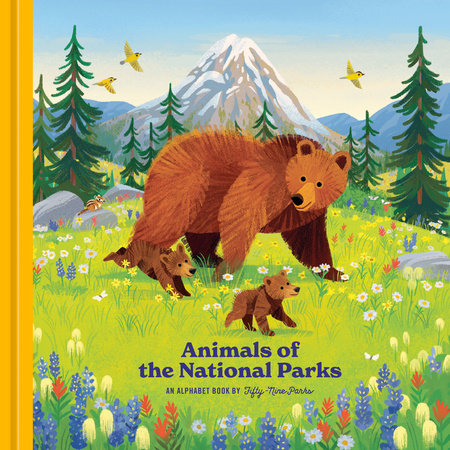 Animals of
the National Parks
AN ALPHABET BOOK BY Fifty-Nine Parks